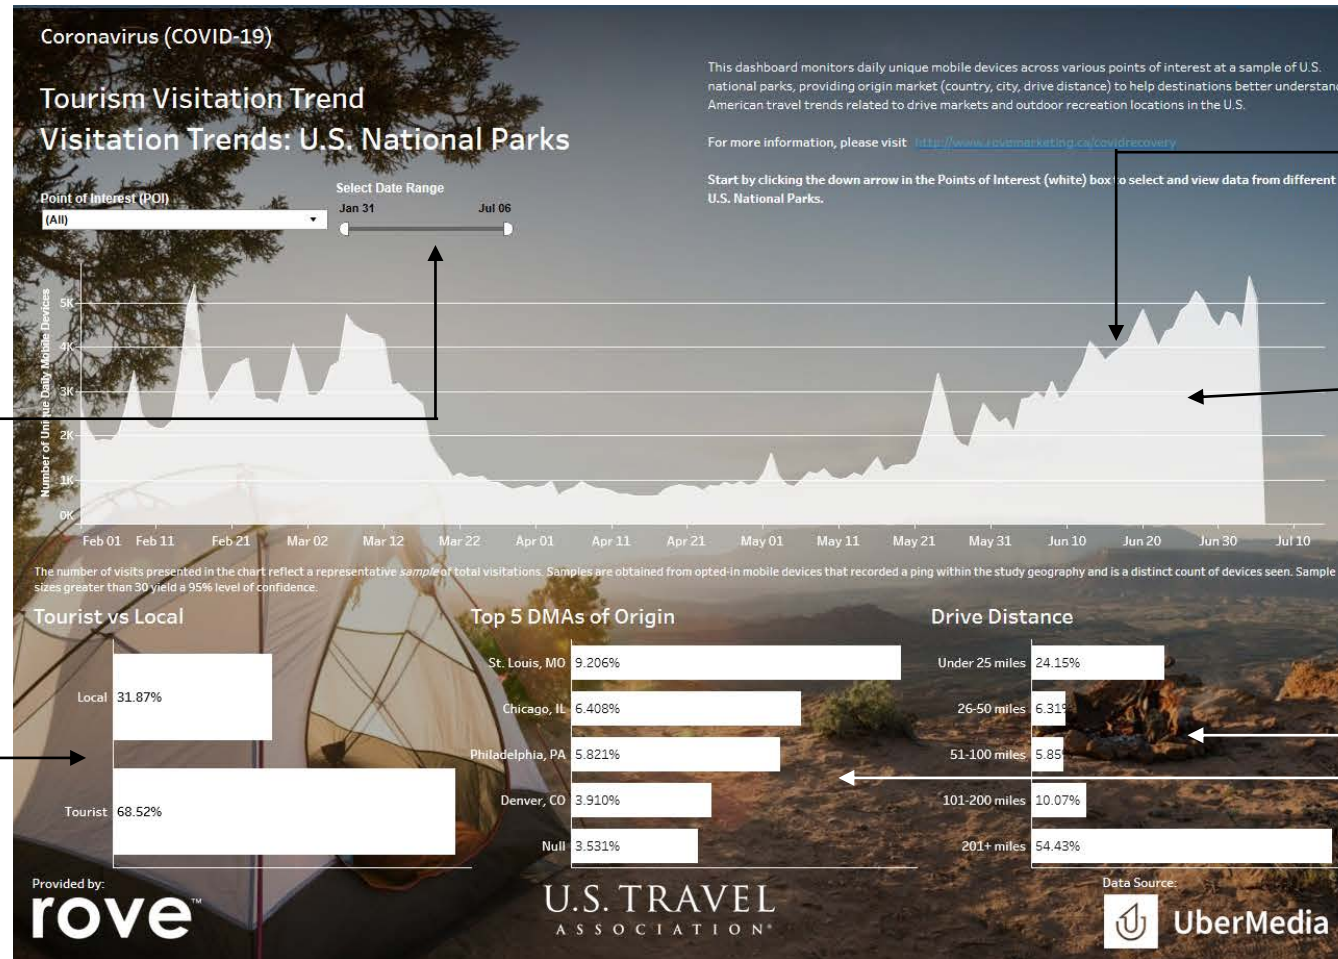 Coronavirus (COVID-19)
Tourism Visitation Trend
Visitation Trends: U.S. National Parks
This dashboard monitors daily unique mobile devices across various points of interest at a sample of U.S.
national parks, providing origin market (country, city, drive distance) to help destinations better understand
American travel trends related to drive markets and outdoor recreation locations in the U.S.
For more information, please visit http://www.rovemarketing.ca/covidrecovery
Start by clicking the down arrow in the Points of Interest (white) box to select and view data from different
U.S. National Parks.
Point of Interest (POI)
(All)
Select Date Range
Jan 31 Jul 06
Number of Unique Daily Mobile Devices
5K
4K
3K
2K
1K
0K
Feb 01 Feb 11 Feb 21 Mar 02 Mar 12 Mar 22 Apr 01 Apr 11 Apr 21 May 01 May 11 May 21 May 31 Jun 10 Jun 20 Jun 30 Jul 10
The number of visits presented in the chart reflect a representative sample of total visitations. Samples are obtained from opted-in mobile devices that recorded a ping within the study geography and is a distinct count of devices seen. Sample
sizes greater than 30 yield a 95% level of confidence.
Tourist vs Local
Local 31.87%
Tourist 68.52%
Top 5 DMAs of Origin
St. Louis, MO 9.206%
Chicago, IL 6.408%
Philadelphia, PA 5.821%
Denver, CO 3.910%
Null 3.531%
Drive Distance
Under 25 miles 24.15%
26-50 miles 6.31%
51-100 miles 5.85%
101-200 miles 10.07%
201+ miles 54.43%
Provided by:
rove™
U.S. TRAVEL
ASSOCIATION®
Data Source:
UberMedia